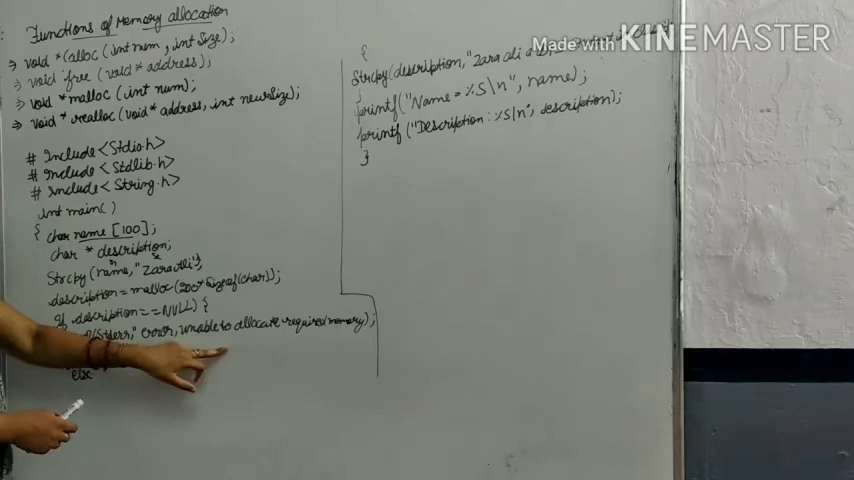 Functions of Memory allocation
⇒ void *calloc (int num, int size);
⇒ void free (void* address);
⇒ void *malloc (int num);
⇒ void *realloc (void* address, int newsize);
# Include <Stdio.h>
# Include <Stdlib.h>
# Include <String.h>
int main()
{ char name [100];
char * description;
Strcpy (name, "Zara ali");
description = malloc (200* Sizeof(char));
If description == NULL) {
(Stderr," error, unable to allocate required memory);
else
{
Strcpy(description, "Zara ali a
printf ("Name = %S\n", name);
printf ("Description : %S\n", description);
}
Made with KINEMASTER